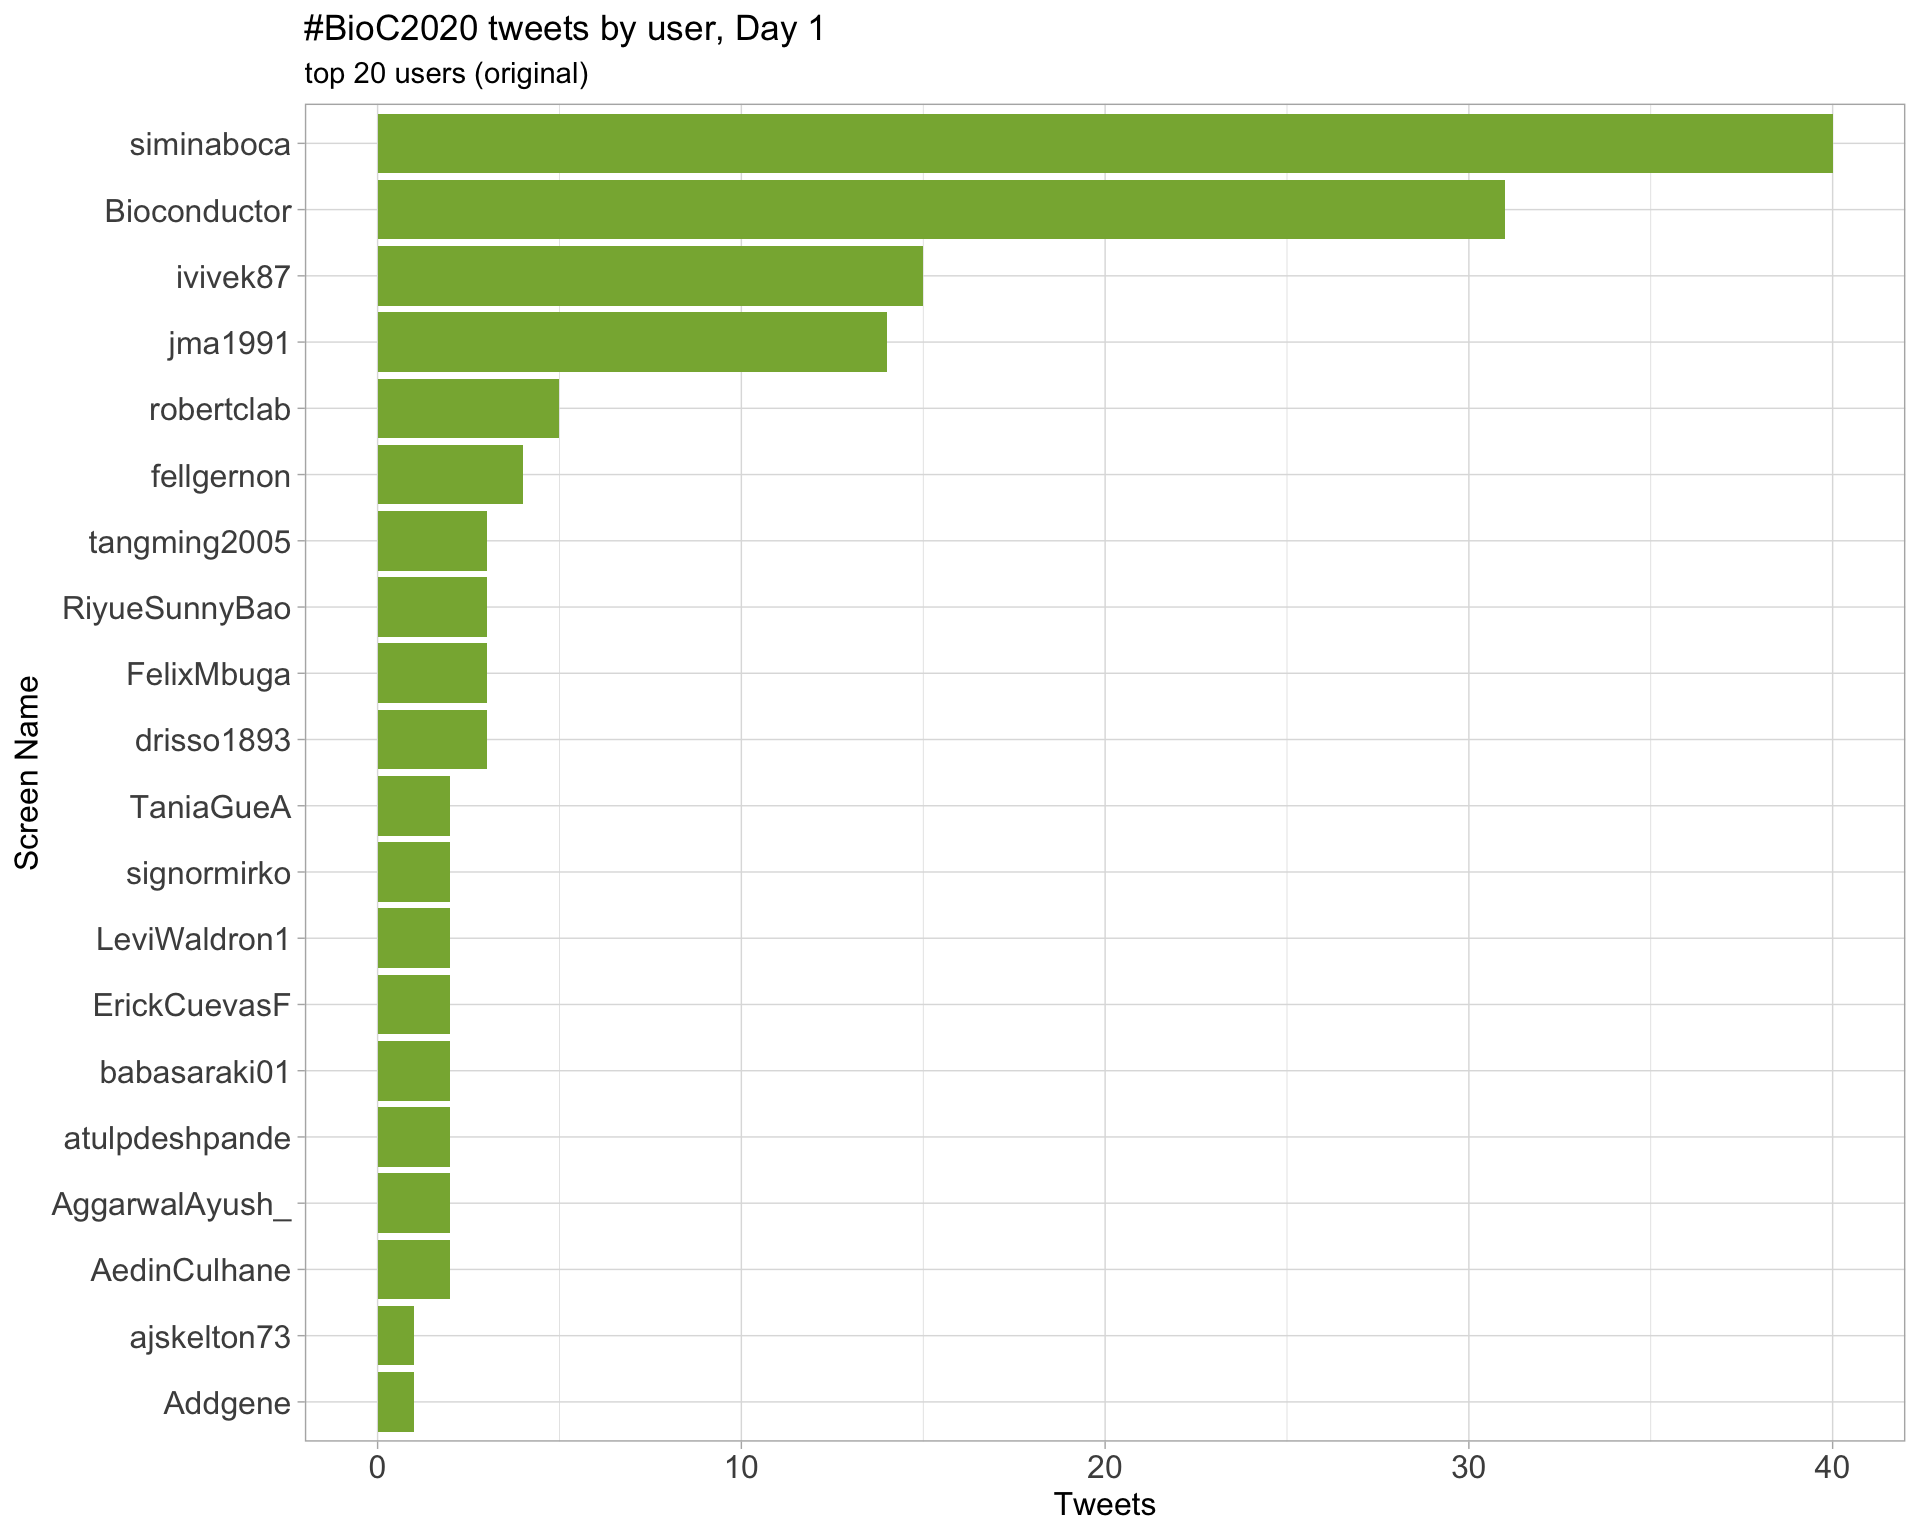 #BioC2020 tweets by user, Day 1
top 20 users (original)
siminaboca
Bioconductor
ivivek87
jma1991
robertclab
fellgernon
tangming2005
RiyueSunnyBao
FelixMbuga
drisso1893
TaniaGueA
signormirko
LeviWaldron1
ErickCuevasF
babasaraki01
atulpdeshpande
AggarwalAyush_
AedinCulhane
ajskelton73
Addgene
Screen Name
0 10 20 30 40
Tweets